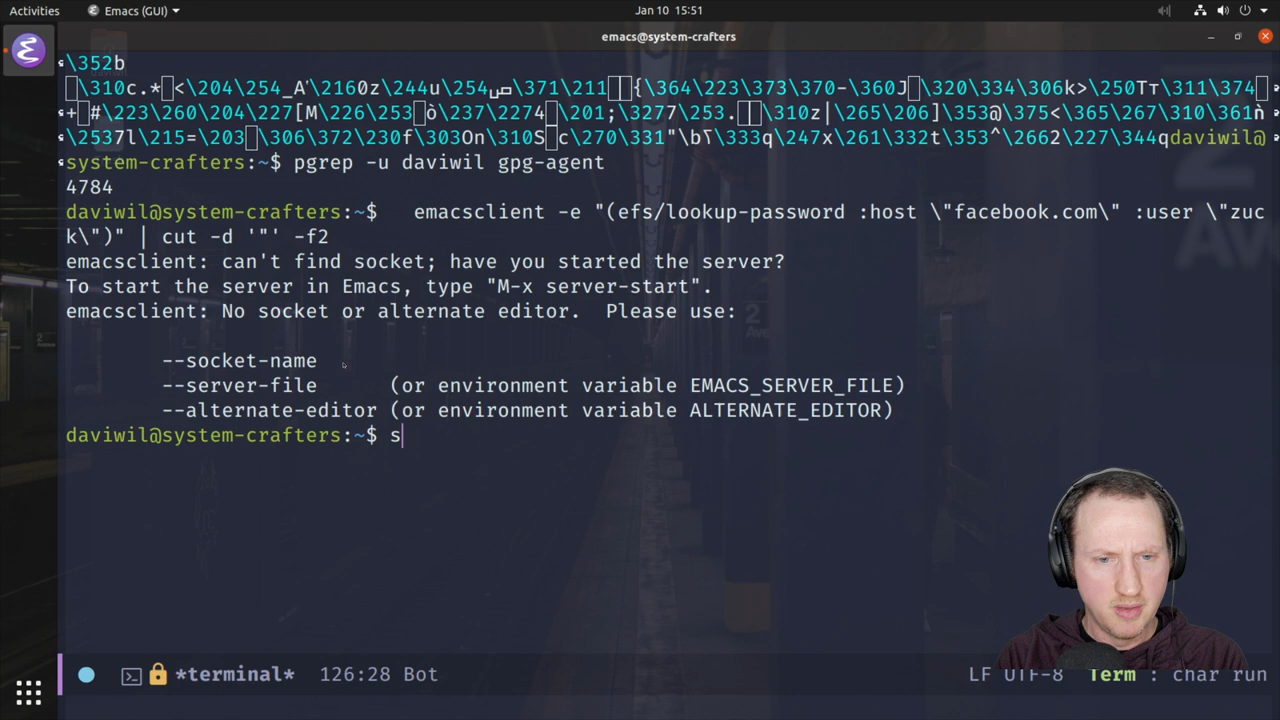 Activities
Emacs (GUI)
Jan 10 15:51
emacs@system-crafters
\352b
system-crafters:~$ pgrep -u daviwil gpg-agent
4784
daviwil@system-crafters:~$   emacsclient -e "(efs/lookup-password :host \"facebook.com\" :user \"zuc
k\")" | cut -d '"' -f2
emacsclient: can't find socket; have you started the server?
To start the server in Emacs, type "M-x server-start".
emacsclient: No socket or alternate editor.  Please use:
--socket-name
--server-file      (or environment variable EMACS_SERVER_FILE)
--alternate-editor (or environment variable ALTERNATE_EDITOR)
daviwil@system-crafters:~$ s
*terminal*  126:28 Bot
LF UTF-8  Term : char run